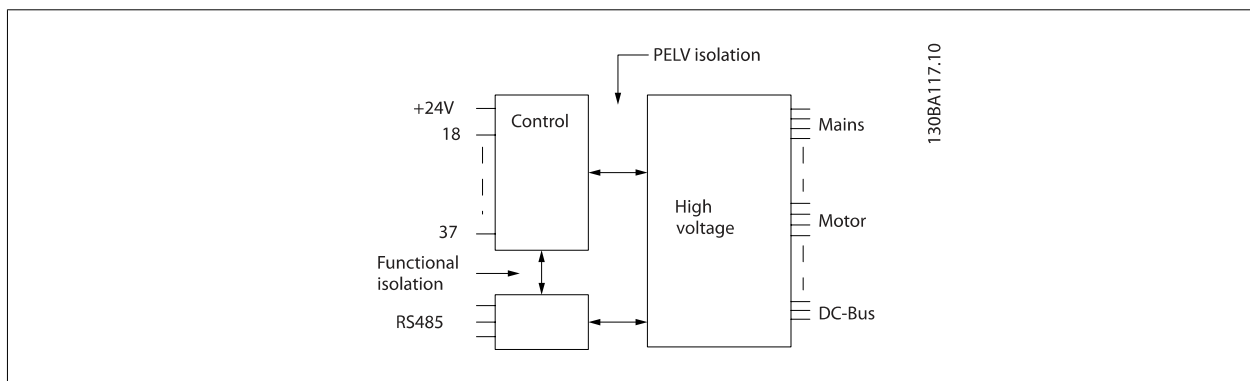 PELV isolation
+24V
Control
Mains
18
High
voltage
Motor
37
Functional
isolation
DC-Bus
RS485
130BA117.10